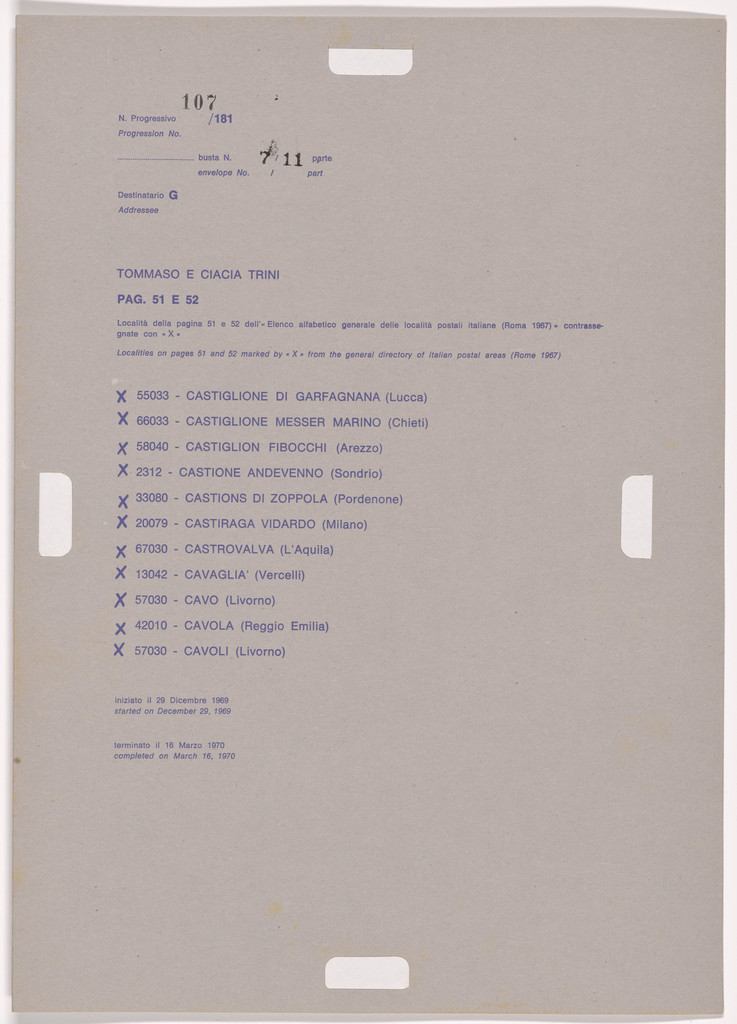 107
N. Progressivo /181
Progression No.
busta N. 7/11 parte
envelope No. / part
Destinatario G
Addressee
TOMMASO E CIACIA TRINI
PAG. 51 E 52
Località della pagina 51 e 52 dell'« Elenco alfabetico generale delle località postali italiane (Roma 1967) » contrasse-
gnate con « X »
Localities on pages 51 and 52 marked by « X » from the general directory of italian postal areas (Rome 1967)
X 55033 - CASTIGLIONE DI GARFAGNANA (Lucca)
X 66033 - CASTIGLIONE MESSER MARINO (Chieti)
X 58040 - CASTIGLION FIBOCCHI (Arezzo)
X 2312 - CASTIONE ANDEVENNO (Sondrio)
X 33080 - CASTIONS DI ZOPPOLA (Pordenone)
X 20079 - CASTIRAGA VIDARDO (Milano)
X 67030 - CASTROVALVA (L'Aquila)
X 13042 - CAVAGLIA' (Vercelli)
X 57030 - CAVO (Livorno)
X 42010 - CAVOLA (Reggio Emilia)
X 57030 - CAVOLI (Livorno)
iniziato il 29 Dicembre 1969
started on December 29, 1969
terminato il 16 Marzo 1970
completed on March 16, 1970